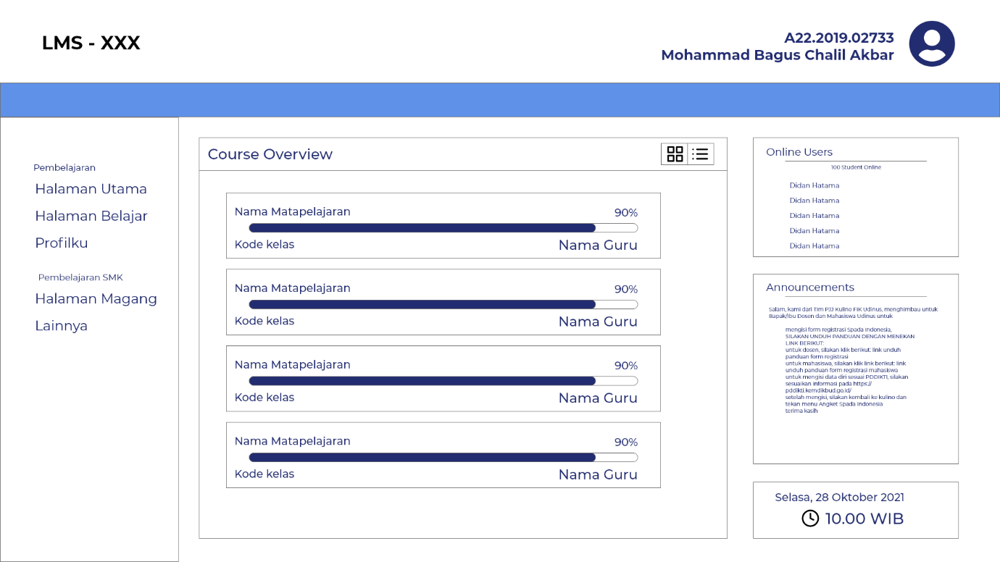 LMS - XXX
A22.2019.02733
Mohammad Bagus Chalil Akbar
Pembelajaran
Halaman Utama
Halaman Belajar
Profilku
Pembelajaran SMK
Halaman Magang
Lainnya
Course Overview
Nama Matapelajaran
90%
Kode kelas
Nama Guru
Nama Matapelajaran
90%
Kode kelas
Nama Guru
Nama Matapelajaran
90%
Kode kelas
Nama Guru
Nama Matapelajaran
90%
Kode kelas
Nama Guru
Online Users
100 Student Online
Didan Hatama
Didan Hatama
Didan Hatama
Didan Hatama
Didan Hatama
Announcements
Salam, kami dari Tim PJJ Kulino FIK Udinus, menghimbau untuk
Bapak/Ibu Dosen dan Mahasiswa Udinus untuk
mengisi form registrasi Spada Indonesia,
SILAKAN UNDUH PANDUAN DENGAN MENEKAN
LINK BERIKUT:
untuk dosen, silakan klik berikut: link unduh
panduan form registrasi
untuk mahasiswa, silakan klik link berikut: link
unduh panduan form registrasi mahasiswa
untuk mengisi data diri sesuai PDDIKTI, silakan
sesuaikan informasi pada https://
pddikti.kemdikbud.go.id/
setelah mengisi, silakan kembali ke kulino dan
tekan menu Angket Spada Indonesia
terima kasih
Selasa, 28 Oktober 2021
10.00 WIB